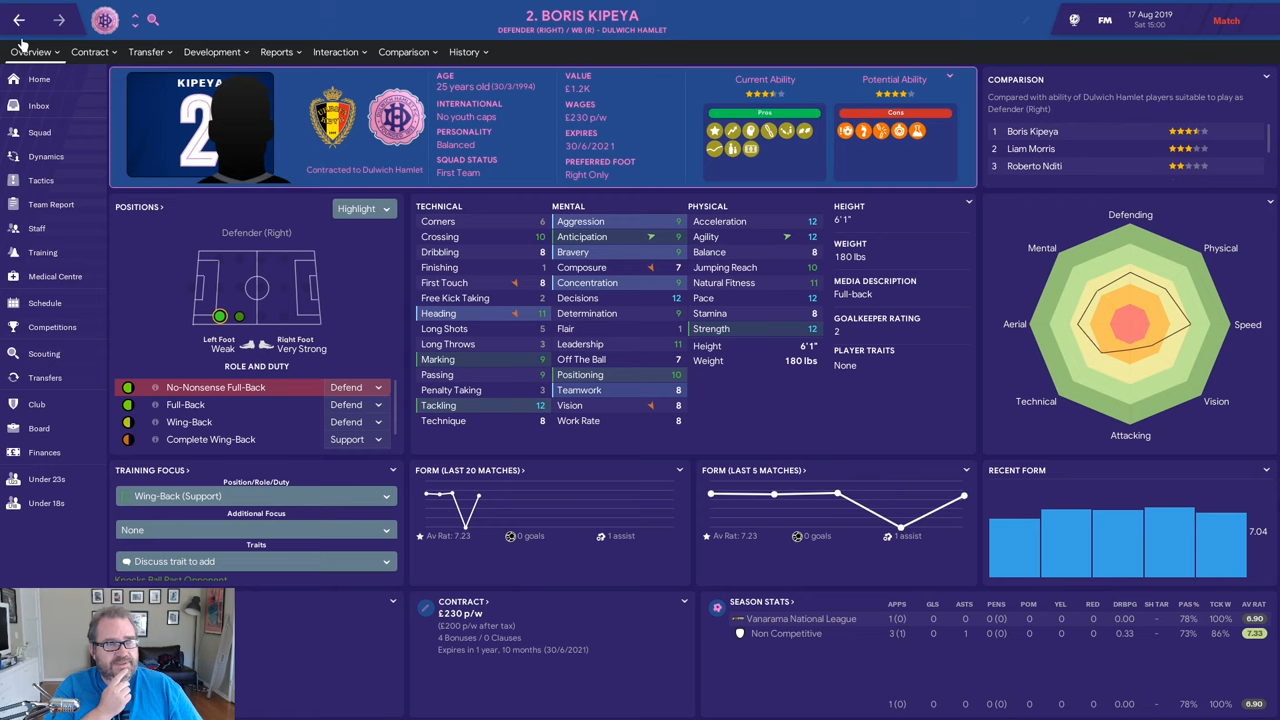 2. BORIS KIPEYA
DEFENDER (RIGHT) / WB (R) - DULWICH HAMLET
FM
17 Aug 2019
Sat 15:00
Match
Overview
Contract
Transfer
Development
Reports
Interaction
Comparison
History
Home
Inbox
Squad
Dynamics
Tactics
Team Report
Staff
Training
Medical Centre
Schedule
Competitions
Scouting
Transfers
Club
Board
Finances
Under 23s
Under 18s
KIPEYA
2
Contracted to Dulwich Hamlet
AGE
25 years old (30/3/1994)
INTERNATIONAL
No youth caps
PERSONALITY
Balanced
SQUAD STATUS
First Team
VALUE
£1.2K
WAGES
£230 p/w
EXPIRES
30/6/2021
PREFERRED FOOT
Right Only
Current Ability
Pros
Potential Ability
Cons
COMPARISON
Compared with ability of Dulwich Hamlet players suitable to play as
Defender (Right)
1 Boris Kipeya
2 Liam Morris
3 Roberto Nditi
POSITIONS
Highlight
Defender (Right)
Left Foot
Weak
Right Foot
Very Strong
ROLE AND DUTY
No-Nonsense Full-Back Defend
Full-Back Defend
Wing-Back Defend
Complete Wing-Back Support
TECHNICAL
Corners 6
Crossing 10
Dribbling 8
Finishing 1
First Touch 8
Free Kick Taking 2
Heading 11
Long Shots 5
Long Throws 3
Marking 9
Passing 9
Penalty Taking 3
Tackling 12
Technique 8
MENTAL
Aggression 9
Anticipation 9
Bravery 9
Composure 7
Concentration 9
Decisions 12
Determination 9
Flair 1
Leadership 11
Off The Ball 7
Positioning 10
Teamwork 8
Vision 8
Work Rate 8
PHYSICAL
Acceleration 12
Agility 12
Balance 8
Jumping Reach 10
Natural Fitness 11
Pace 12
Stamina 8
Strength 12
Height 6'1"
Weight 180 lbs
HEIGHT
6'1"
WEIGHT
180 lbs
MEDIA DESCRIPTION
Full-back
GOALKEEPER RATING
2
PLAYER TRAITS
None
Defending
Physical
Speed
Vision
Attacking
Technical
Aerial
Mental
TRAINING FOCUS
Position/Role/Duty
Wing-Back (Support)
Additional Focus
None
Traits
Discuss trait to add
Knocks Ball Past Opponent
FORM (LAST 20 MATCHES)
Av Rat: 7.23 0 goals 1 assist
FORM (LAST 5 MATCHES)
Av Rat: 7.23 0 goals 1 assist
RECENT FORM
7.04
CONTRACT
£230 p/w
(£200 p/w after tax)
4 Bonuses / 0 Clauses
Expires in 1 year, 10 months (30/6/2021)
SEASON STATS APPS GLS ASTS PENS POM YEL RED DRBPG SH TAR PAS % TCK W AV RAT
Vanarama National League 1 (0) 0 0 0 (0) 0 0 0 0.00 - 78% 100% 6.90
Non Competitive 3 (1) 0 1 0 (0) 0 0 0 0.33 - 73% 86% 7.33
1 (0) 0 0 0 (0) 0 0 0 0.00 - 78% 100% 6.90